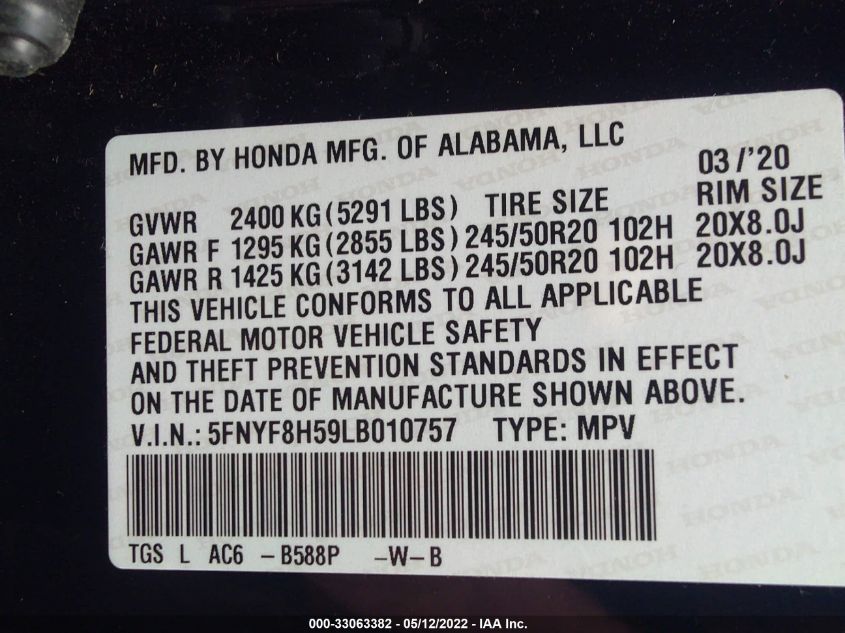 MFD. BY HONDA MFG. OF ALABAMA, LLC 03/'20
GVWR 2400 KG (5291 LBS) TIRE SIZE RIM SIZE
GAWR F 1295 KG (2855 LBS) 245/50R20 102H 20X8.0J
GAWR R 1425 KG (3142 LBS) 245/50R20 102H 20X8.0J
THIS VEHICLE CONFORMS TO ALL APPLICABLE
FEDERAL MOTOR VEHICLE SAFETY
AND THEFT PREVENTION STANDARDS IN EFFECT
ON THE DATE OF MANUFACTURE SHOWN ABOVE.
V.I.N.: 5FNYF8H59LB010757 TYPE: MPV
TGS L AC6 -B588P -W-B
000-33063382 - 05/12/2022 - IAA Inc.